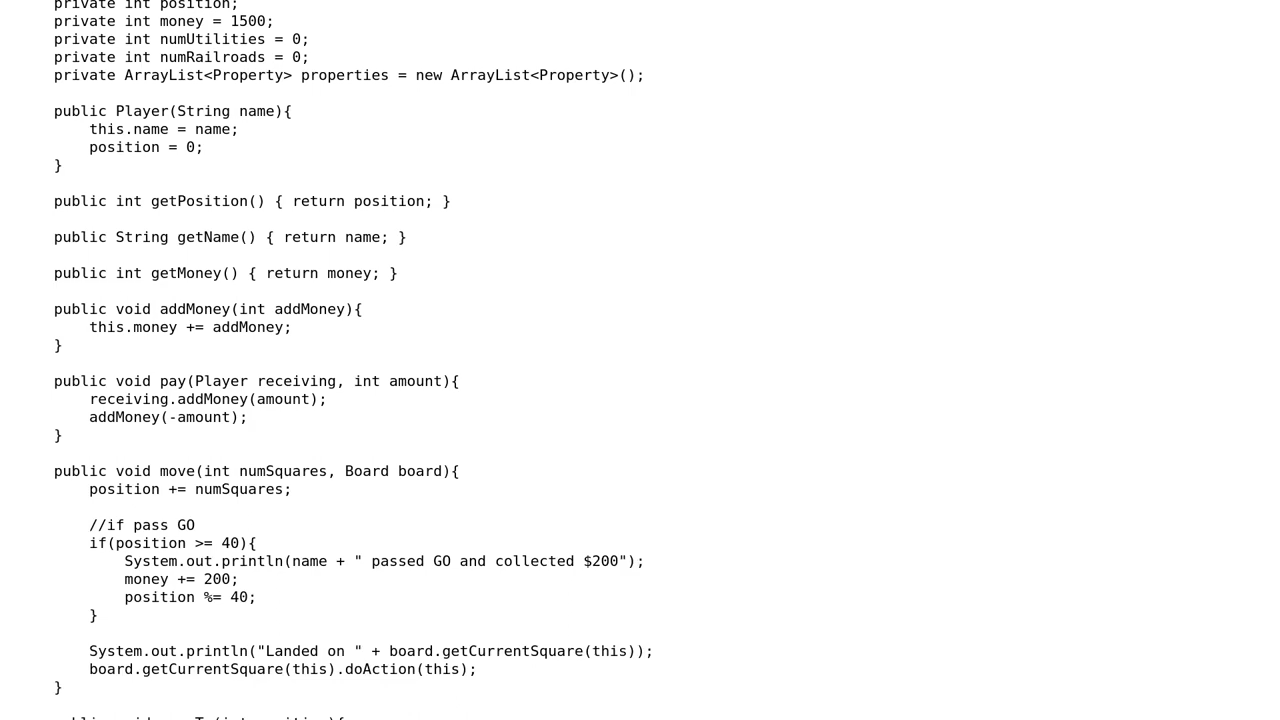 private int position;
private int money = 1500;
private int numUtilities = 0;
private int numRailroads = 0;
private ArrayList<Property> properties = new ArrayList<Property>();
public Player(String name){
this.name = name;
position = 0;
}
public int getPosition() { return position; }
public String getName() { return name; }
public int getMoney() { return money; }
public void addMoney(int addMoney){
this.money += addMoney;
}
public void pay(Player receiving, int amount){
receiving.addMoney(amount);
addMoney(-amount);
}
public void move(int numSquares, Board board){
position += numSquares;
//if pass GO
if(position >= 40){
System.out.println(name + " passed GO and collected $200");
money += 200;
position %= 40;
}
System.out.println("Landed on " + board.getCurrentSquare(this));
board.getCurrentSquare(this).doAction(this);
}